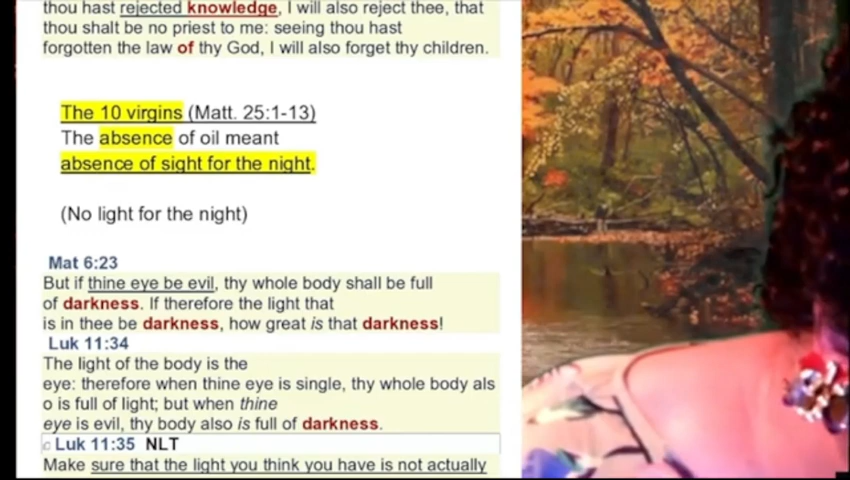 thou hast rejected knowledge, I will also reject thee, that
thou shalt be no priest to me: seeing thou hast
forgotten the law of thy God, I will also forget thy children.
The 10 virgins (Matt. 25:1-13)
The absence of oil meant
absence of sight for the night.
(No light for the night)
Mat 6:23
But if thine eye be evil, thy whole body shall be full
of darkness. If therefore the light that
is in thee be darkness, how great is that darkness!
Luk 11:34
The light of the body is the
eye: therefore when thine eye is single, thy whole body als
o is full of light; but when thine
eye is evil, thy body also is full of darkness.
Luk 11:35 NLT
Make sure that the light you think you have is not actually